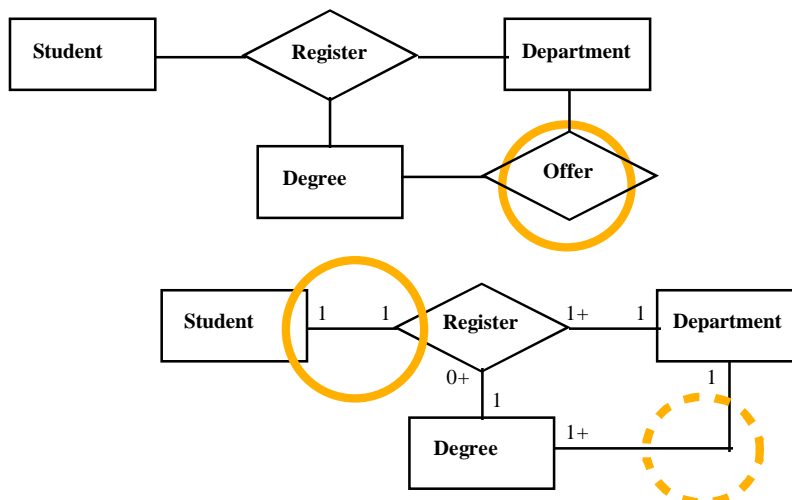 Student
Register
Department
Degree
Offer
Student
1
1
Register
1+
1
Department
0+
1
1
Degree
1+